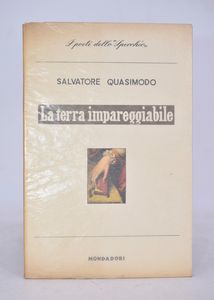 I poeti dello "Specchio"
SALVATORE QUASIMODO
La terra impareggiabile
MONDADORI